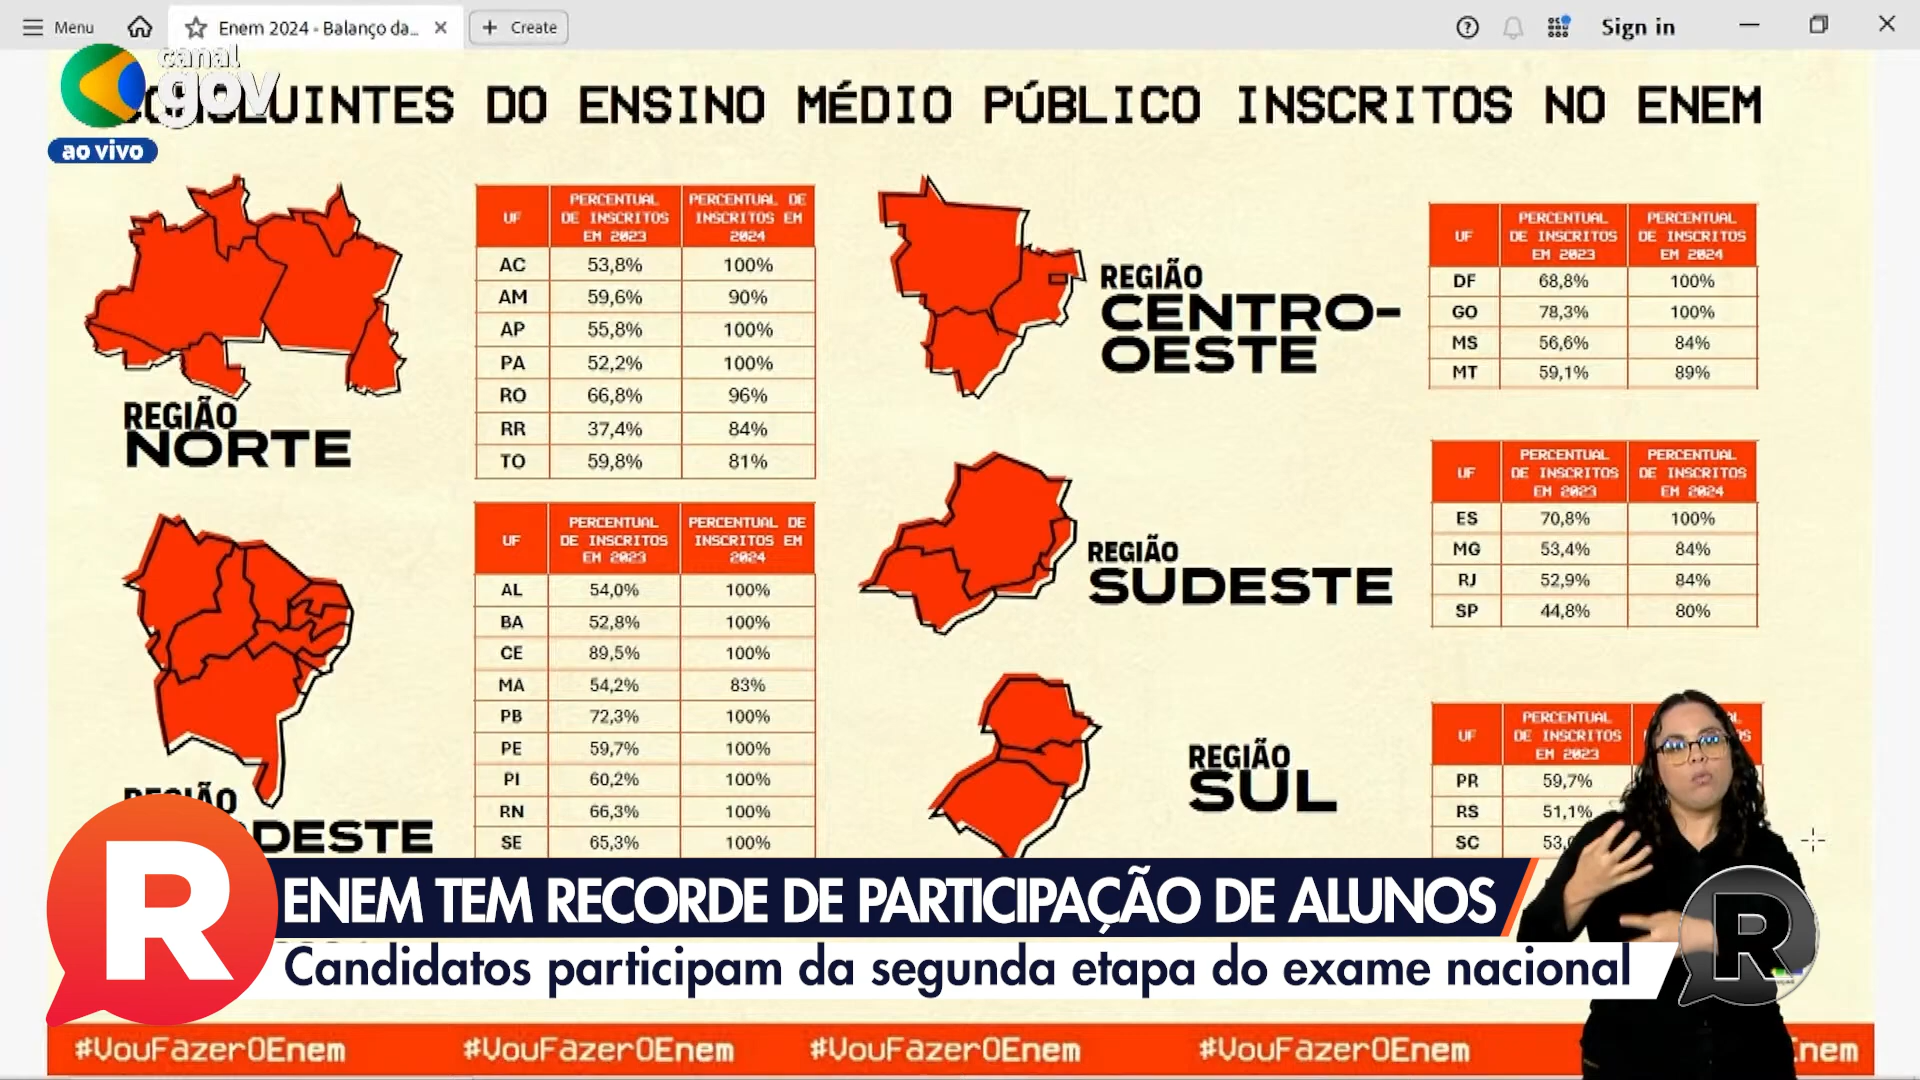 Menu
Enem 2024 - Balanço da...
Create
Sign in
canal
gov
ao vivo
CONCLUINTES DO ENSINO MÉDIO PÚBLICO INSCRITOS NO ENEM
UF PERCENTUAL DE INSCRITOS EM 2023 PERCENTUAL DE INSCRITOS EM 2024
AC 53,8% 100%
AM 59,6% 90%
AP 55,8% 100%
PA 52,2% 100%
RO 66,8% 96%
RR 37,4% 84%
TO 59,8% 81%
REGIÃO
NORTE
UF PERCENTUAL DE INSCRITOS EM 2023 PERCENTUAL DE INSCRITOS EM 2024
AL 54,0% 100%
BA 52,8% 100%
CE 89,5% 100%
MA 54,2% 83%
PB 72,3% 100%
PE 59,7% 100%
PI 60,2% 100%
RN 66,3% 100%
SE 65,3% 100%
REGIÃO
DESTE
REGIÃO
CENTRO-
OESTE
UF PERCENTUAL DE INSCRITOS EM 2023 PERCENTUAL DE INSCRITOS EM 2024
DF 68,8% 100%
GO 78,3% 100%
MS 56,6% 84%
MT 59,1% 89%
REGIÃO
SUDESTE
UF PERCENTUAL DE INSCRITOS EM 2023 PERCENTUAL DE INSCRITOS EM 2024
ES 70,8% 100%
MG 53,4% 84%
RJ 52,9% 84%
SP 44,8% 80%
REGIÃO
SUL
UF PERCENTUAL DE INSCRITOS EM 2023
PR 59,7%
RS 51,1%
SC 53,
R
ENEM TEM RECORDE DE PARTICIPAÇÃO DE ALUNOS
Candidatos participam da segunda etapa do exame nacional
R
#VouFazerOEnem #VouFazerOEnem #VouFazerOEnem #VouFazerOEnem nem